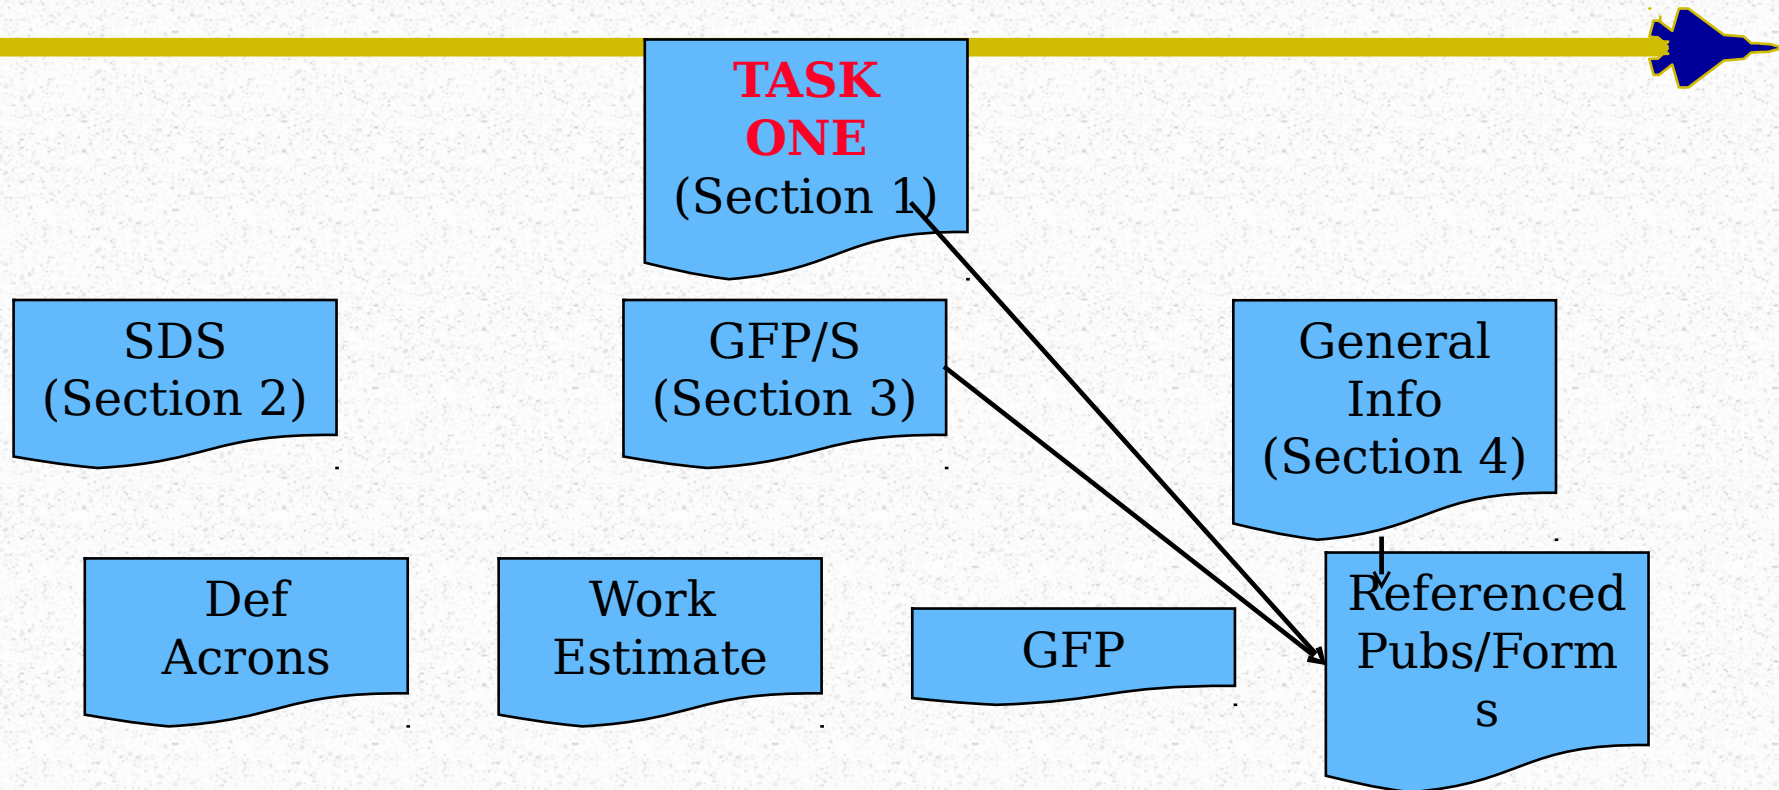 TASK
ONE
(Section 1)
SDS
(Section 2)
GFP/S
(Section 3)
General
Info
(Section 4)
Def
Acrons
Work
Estimate
GFP
Referenced
Pubs/Form
s